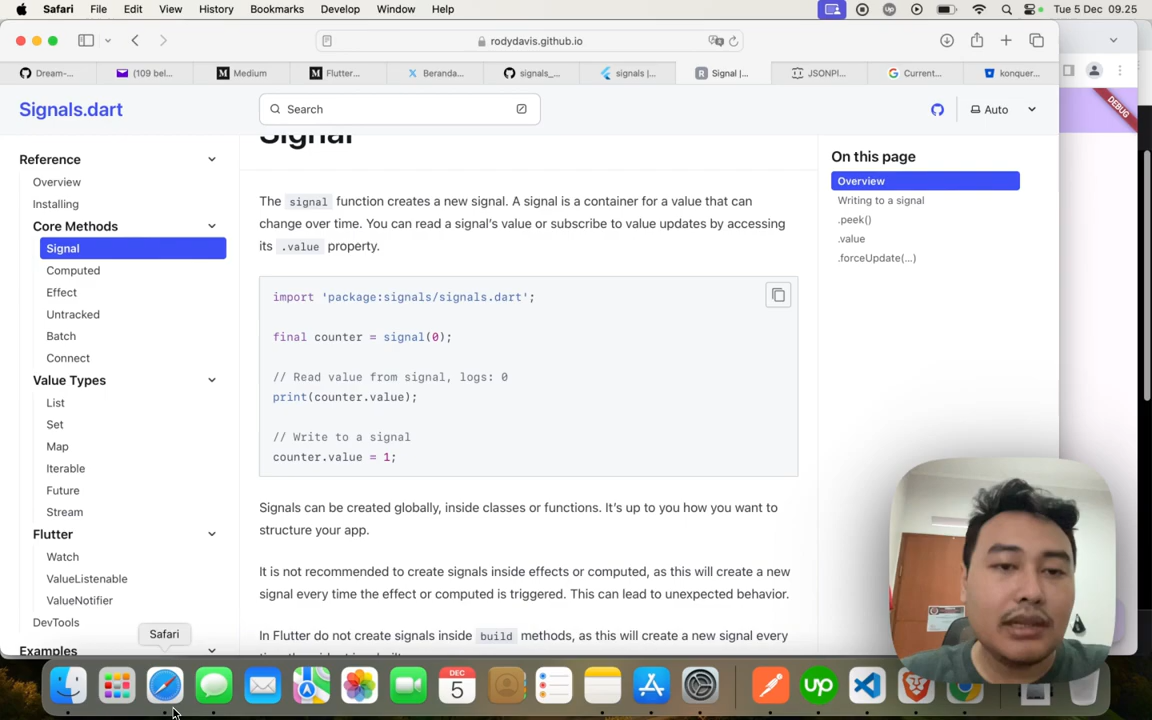 Safari File Edit View History Bookmarks Develop Window Help Tue 5 Dec 09.25
rodydavis.github.io
Dream-... (109 bel... Medium Flutter... Beranda... signals_... signals |... Signal |... JSONPl... Current... konquer...
Signals.dart Search Auto
DEBUG
Reference
Overview
Installing
Core Methods
Signal
Computed
Effect
Untracked
Batch
Connect
Value Types
List
Set
Map
Iterable
Future
Stream
Flutter
Watch
ValueListenable
ValueNotifier
DevTools
Examples
Signal
The signal function creates a new signal. A signal is a container for a value that can
change over time. You can read a signal's value or subscribe to value updates by accessing
its .value property.
import 'package:signals/signals.dart';
final counter = signal(0);
// Read value from signal, logs: 0
print(counter.value);
// Write to a signal
counter.value = 1;
Signals can be created globally, inside classes or functions. It's up to you how you want to
structure your app.
It is not recommended to create signals inside effects or computed, as this will create a new
signal every time the effect or computed is triggered. This can lead to unexpected behavior.
In Flutter do not create signals inside build methods, as this will create a new signal every
On this page
Overview
Writing to a signal
.peek()
.value
.forceUpdate(...)
Safari
DEC
5
up